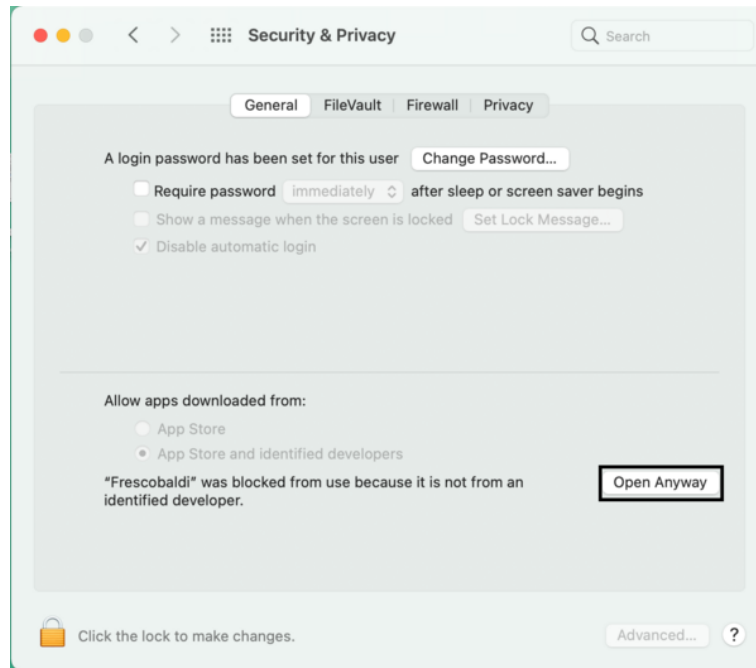 Security & Privacy
Search
General FileVault Firewall Privacy
A login password has been set for this user Change Password...
Require password immediately after sleep or screen saver begins
Show a message when the screen is locked Set Lock Message...
Disable automatic login
Allow apps downloaded from:
App Store
App Store and identified developers
“Frescobaldi” was blocked from use because it is not from an
identified developer.
Open Anyway
Click the lock to make changes.
Advanced... ?